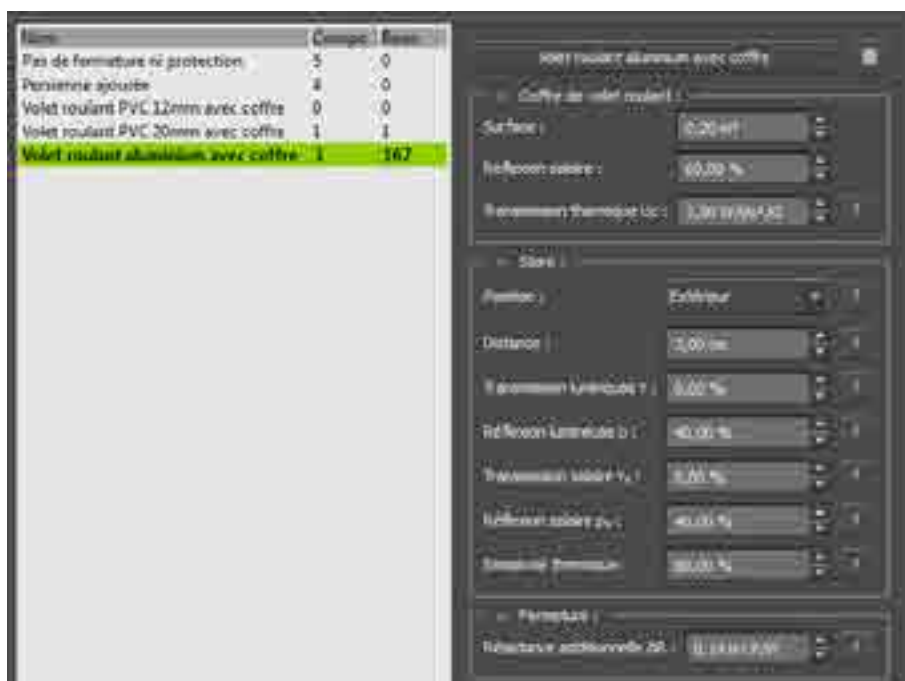 Nom Compo Baies
Pas de fermeture ni protection 5 0
Persienne ajourée 4 0
Volet roulant PVC 12mm avec coffre 0 0
Volet roulant PVC 20mm avec coffre 1 1
Volet roulant aluminium avec coffre 1 167
Volet roulant aluminium avec coffre
Coffre de volet roulant :
Surface : 0,20 m²
Réflexion solaire : 60,00 %
Transmission thermique Uc :
Store :
Position : Extérieur
Distance :
Transmission lumineuse τ : 0,00 %
Réflexion lumineuse ρ : 40,00 %
Transmission solaire τₑ : 0,00 %
Réflexion solaire ρₑ : 40,00 %
Émissivité thermique
Fermeture :
Résistance additionnelle ΔR :